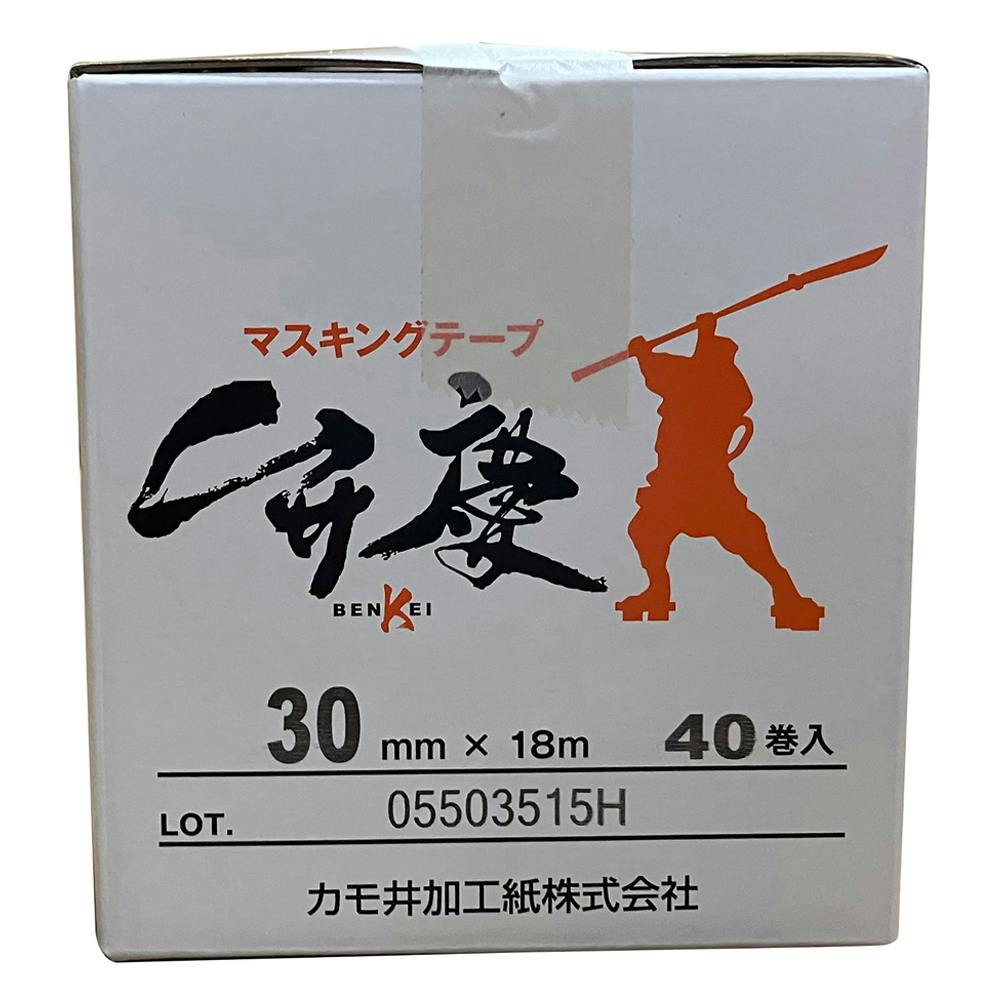 マスキングテープ
弁慶
BENKEI
30 mm × 18m 40巻入
LOT. 05503515H
カモ井加工紙株式会社